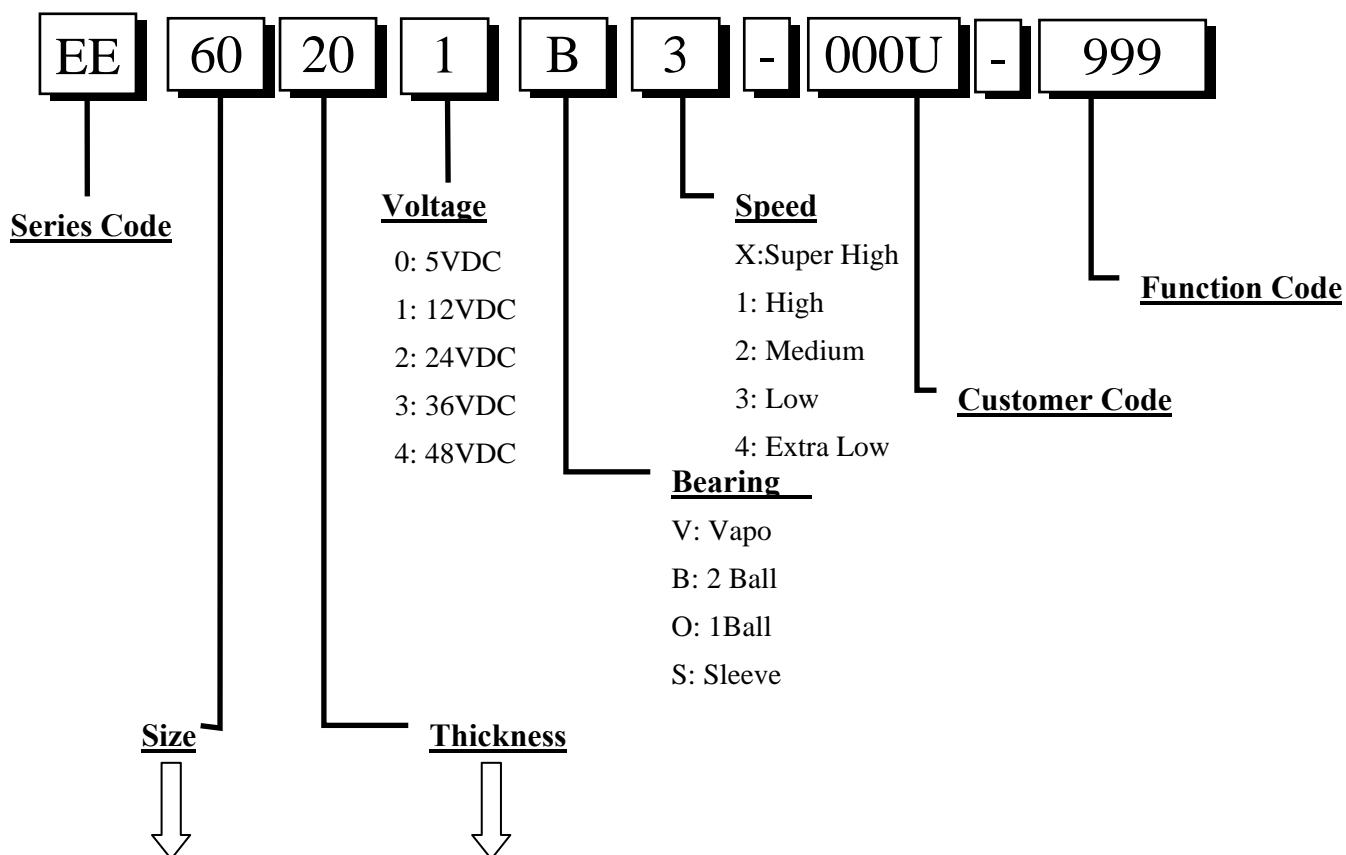 EE 60 20 1 B 3 - 000U - 999
Series Code
Voltage
0: 5VDC
1: 12VDC
2: 24VDC
3: 36VDC
4: 48VDC
Speed
X:Super High
1: High
2: Medium
3: Low
4: Extra Low
Function Code
Customer Code
Bearing
V: Vapo
B: 2 Ball
O: 1Ball
S: Sleeve
Size
Thickness